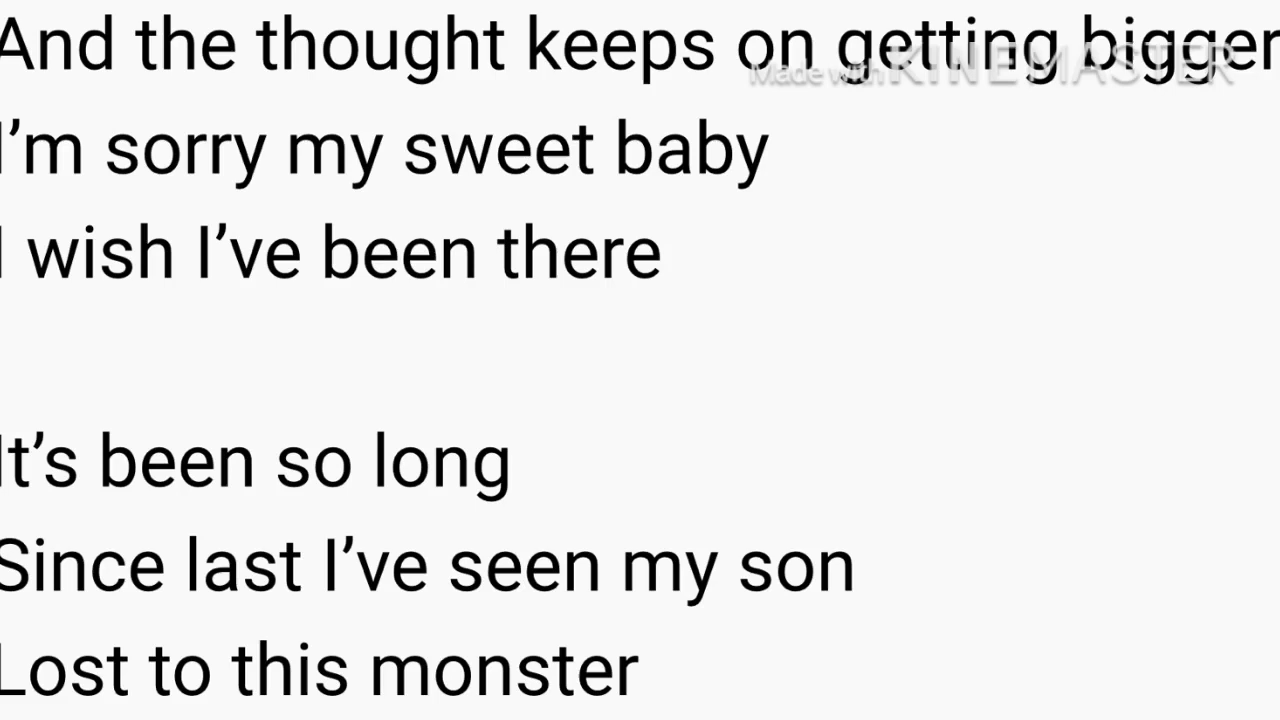 And the thought keeps on getting bigger
Made with KINEMASTER
I’m sorry my sweet baby
I wish I’ve been there
It’s been so long
Since last I’ve seen my son
Lost to this monster